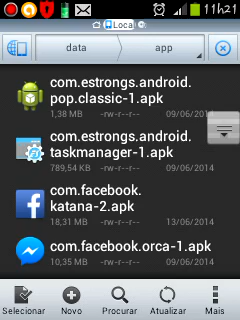 11h21
Local
data
app
com.estrongs.android.
pop.classic-1.apk
1,38 MB -rw-r--r-- 09/06/2014
com.estrongs.android.
taskmanager-1.apk
789,54 KB -rw-r--r-- 09/06/2014
com.facebook.
katana-2.apk
18,31 MB -rw-r--r-- 13/06/2014
com.facebook.orca-1.apk
10,35 MB -rw-r--r-- 09/06/2014
Selecionar Novo Procurar Atualizar Mais